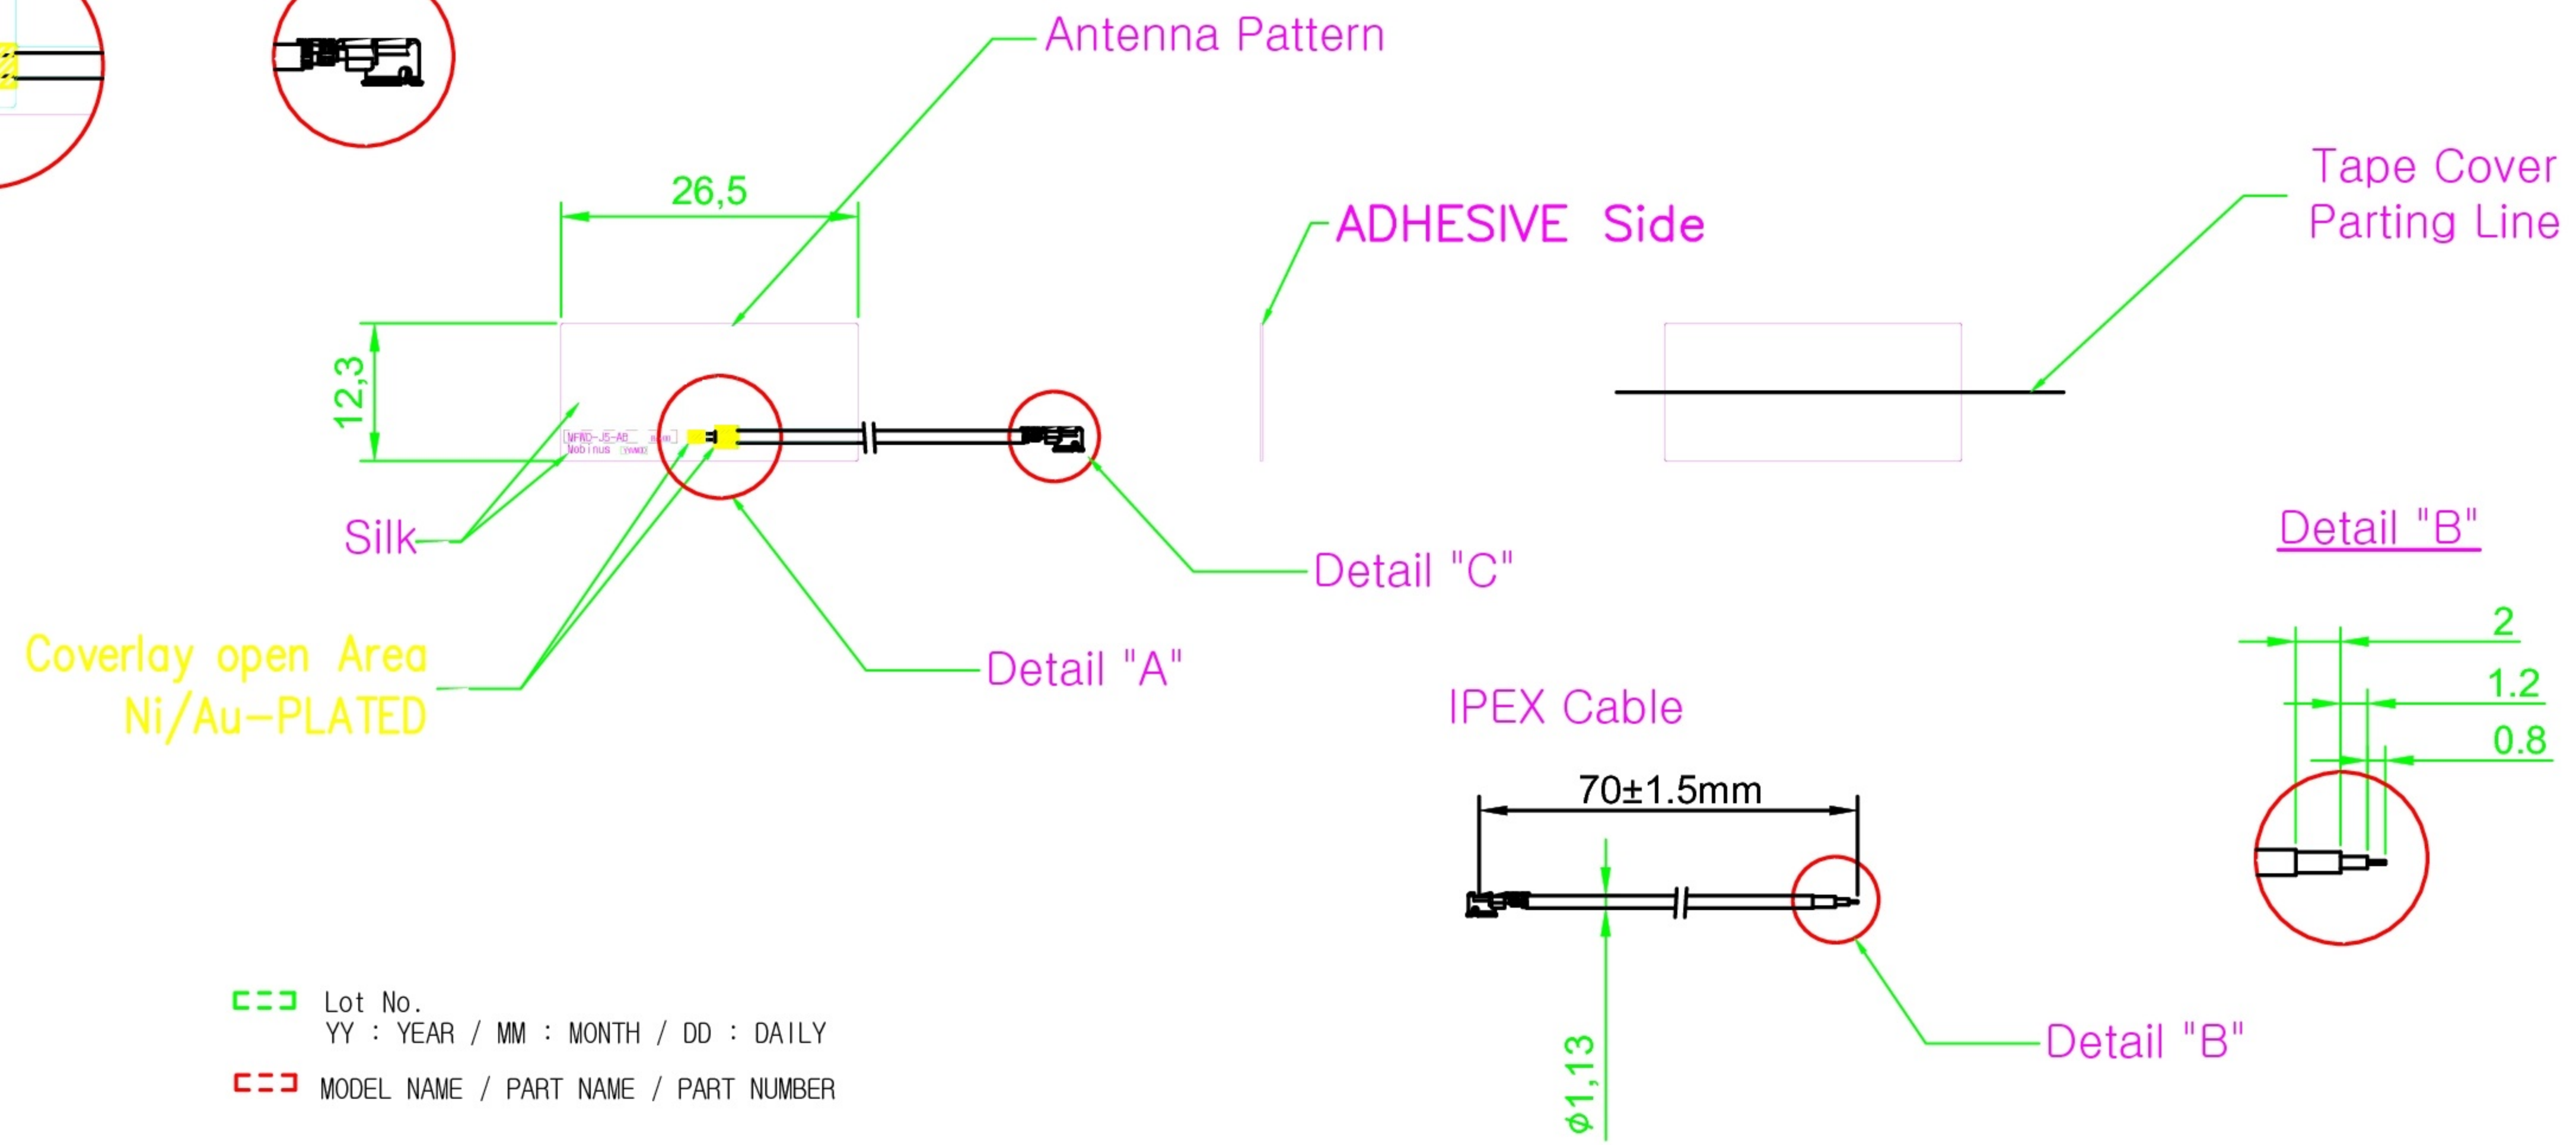 Antenna Pattern
26,5
ADHESIVE Side
Tape Cover
Parting Line
12,3
Mobinus
Silk
Detail "C"
Detail "B"
Coverlay open Area
Ni/Au-PLATED
Detail "A"
2
1.2
0.8
IPEX Cable
70±1.5mm
ϕ1,13
Detail "B"
Lot No.
YY : YEAR / MM : MONTH / DD : DAILY
MODEL NAME / PART NAME / PART NUMBER